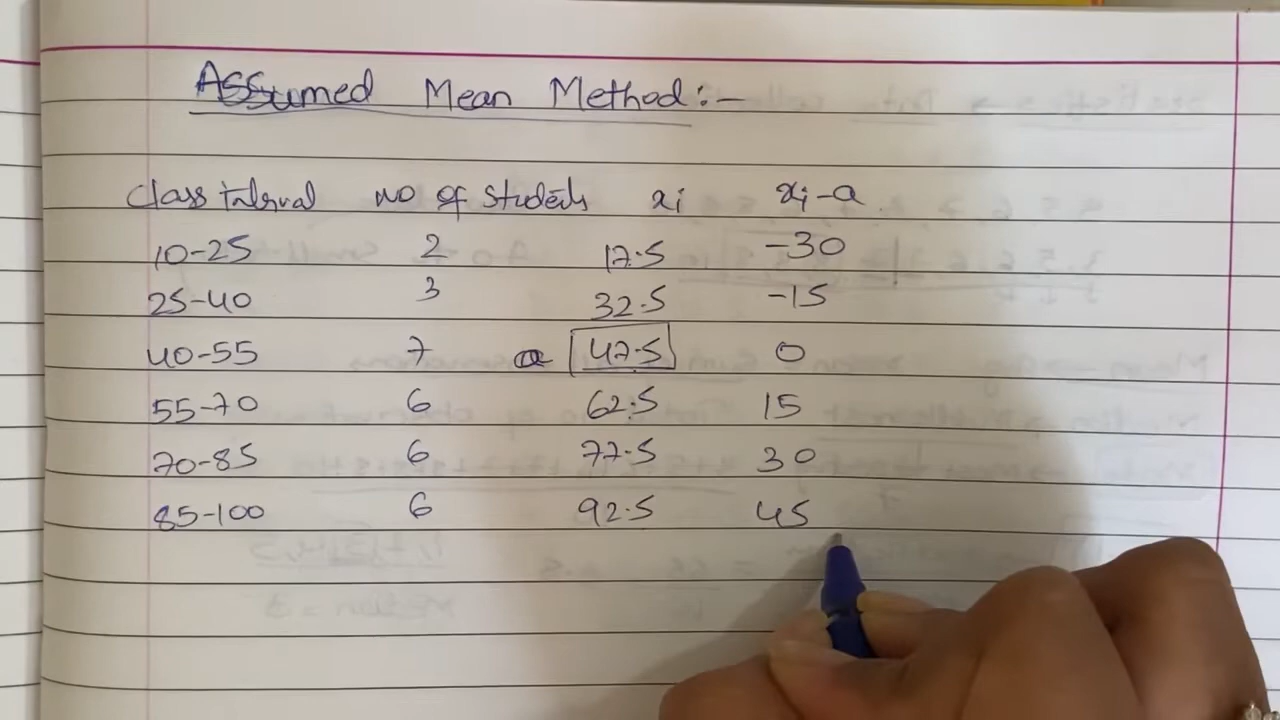 Assumed Mean Method:-
Class Interval No of Students xi xi-a
10-25 2 17.5 -30
25-40 3 32.5 -15
40-55 7 a 47.5 0
55-70 6 62.5 15
70-85 6 77.5 30
85-100 6 92.5 45